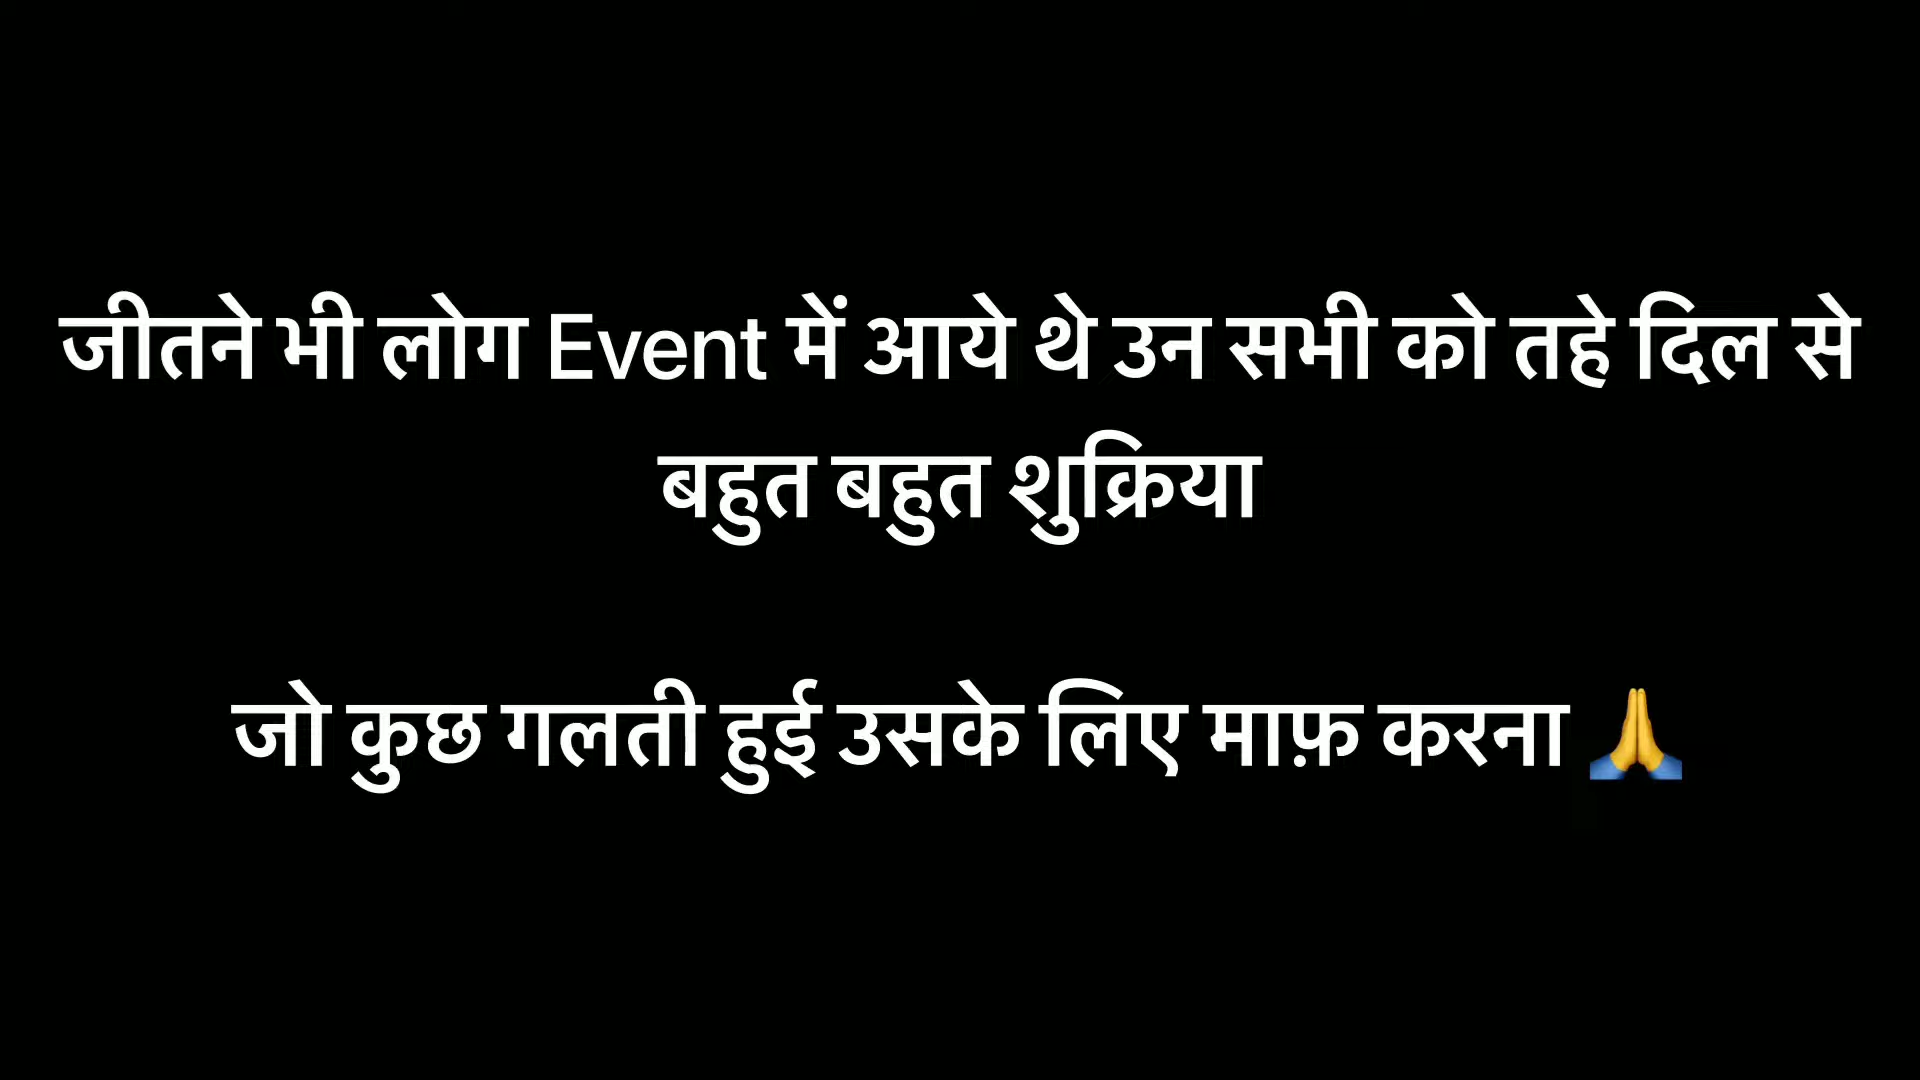 जीतने भी लोग Event में आये थे उन सभी को तहे दिल से
बहुत बहुत शुक्रिया
जो कुछ गलती हुई उसके लिए माफ़ करना 🙏